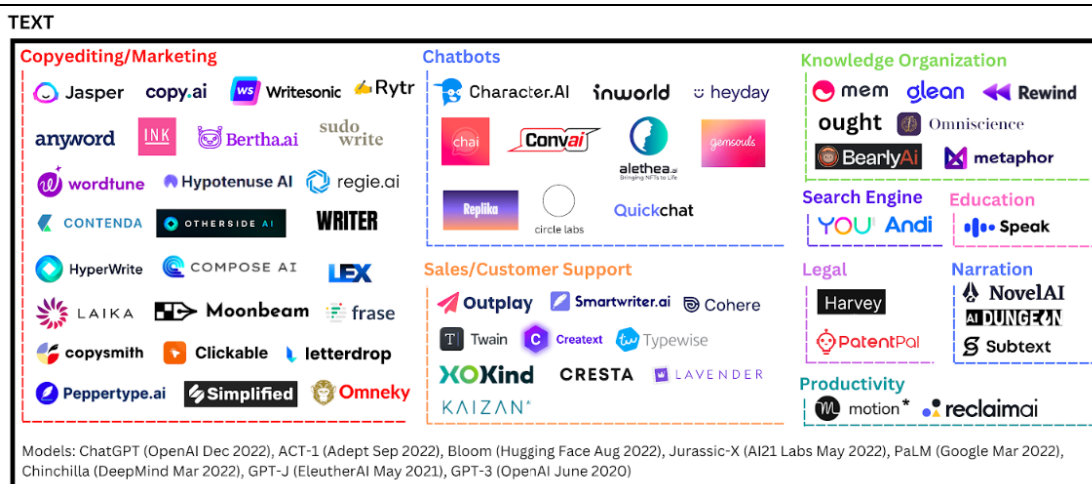 TEXT
Copyediting/Marketing
Jasper copy.ai WS Writesonic Rytr
anyword INK Bertha.ai sudo write
wordtune Hypotenuse AI regie.ai
CONTENDA OTHERSIDE AI WRITER
HyperWrite COMPOSE AI LEX
LAIKA Moonbeam frase
copysmith Clickable letterdrop
Peppertype.ai Simplified Omneky
Chatbots
Character.AI inworld heyday
chai Convai alethea.ai Bringing NFTs to Life gemsouls
Replika circle labs Quickchat
Sales/Customer Support
Outplay Smartwriter.ai Cohere
T Twain C Creatext tw Typewise
XOKind CRESTA LAVENDER
KAIZAN*
Knowledge Organization
mem glean Rewind
ought Omniscience
BearlyAi metaphor
Search Engine
YOU Andi
Education
Speak
Legal
Harvey
PatentPal
Narration
NovelAI
AI DUNGEON
Subtext
Productivity
M motion* reclaimai
Models: ChatGPT (OpenAI Dec 2022), ACT-1 (Adept Sep 2022), Bloom (Hugging Face Aug 2022), Jurassic-X (AI21 Labs May 2022), PaLM (Google Mar 2022),
Chinchilla (DeepMind Mar 2022), GPT-J (EleutherAI May 2021), GPT-3 (OpenAI June 2020)